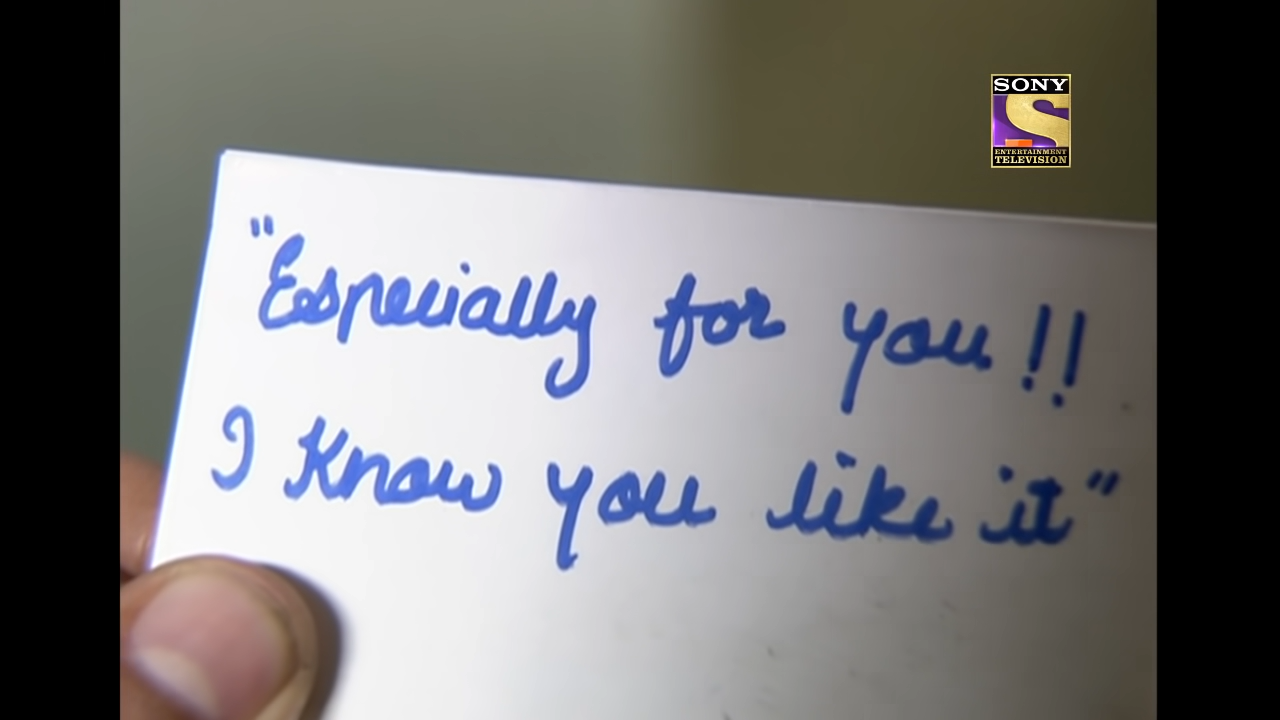 SONY
ENTERTAINMENT
TELEVISION
"Especially for you!!
I Know you like it"